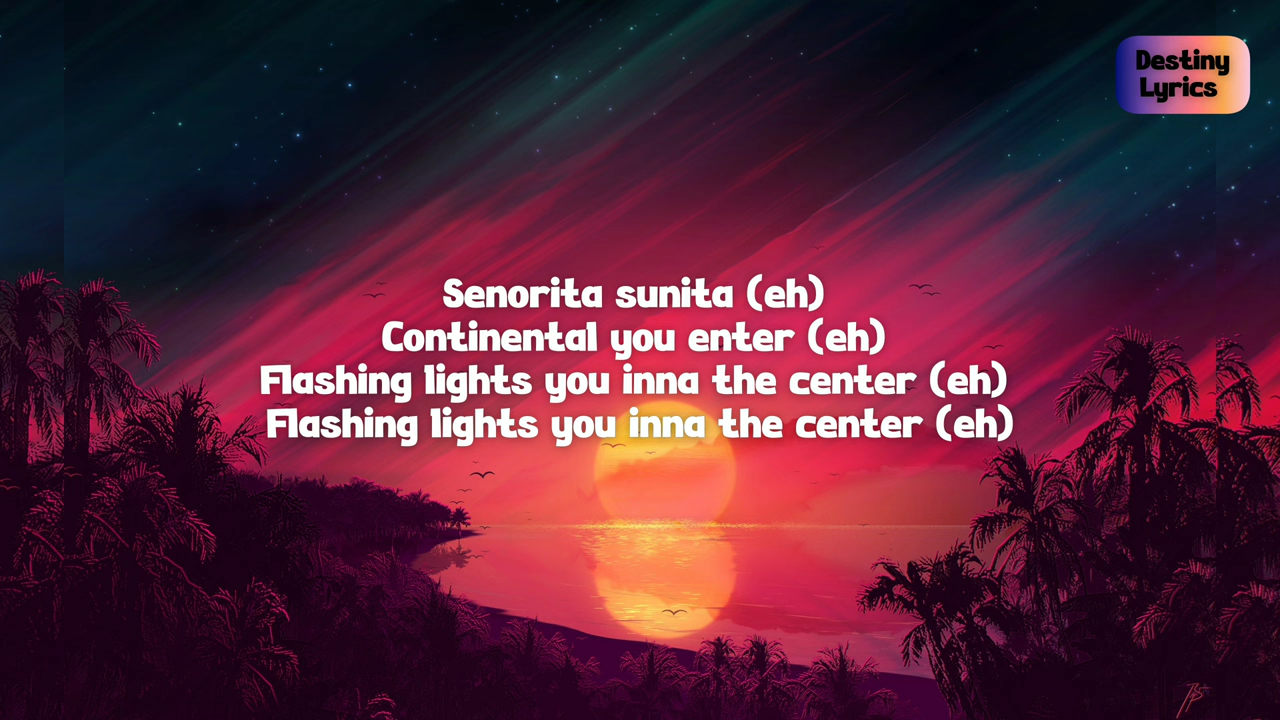 Destiny
Lyrics
Senorita sunita (eh)
Continental you enter (eh)
Flashing lights you inna the center (eh)
Flashing lights you inna the center (eh)